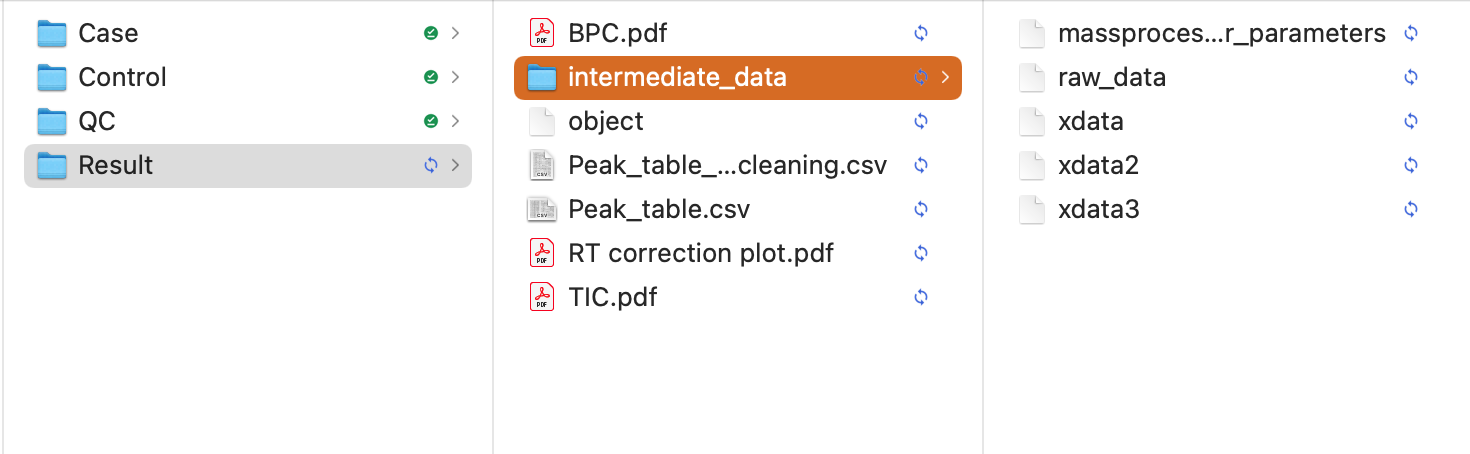 Case
Control
QC
Result
BPC.pdf
intermediate_data
object
Peak_table_...cleaning.csv
Peak_table.csv
RT correction plot.pdf
TIC.pdf
massproces...r_parameters
raw_data
xdata
xdata2
xdata3